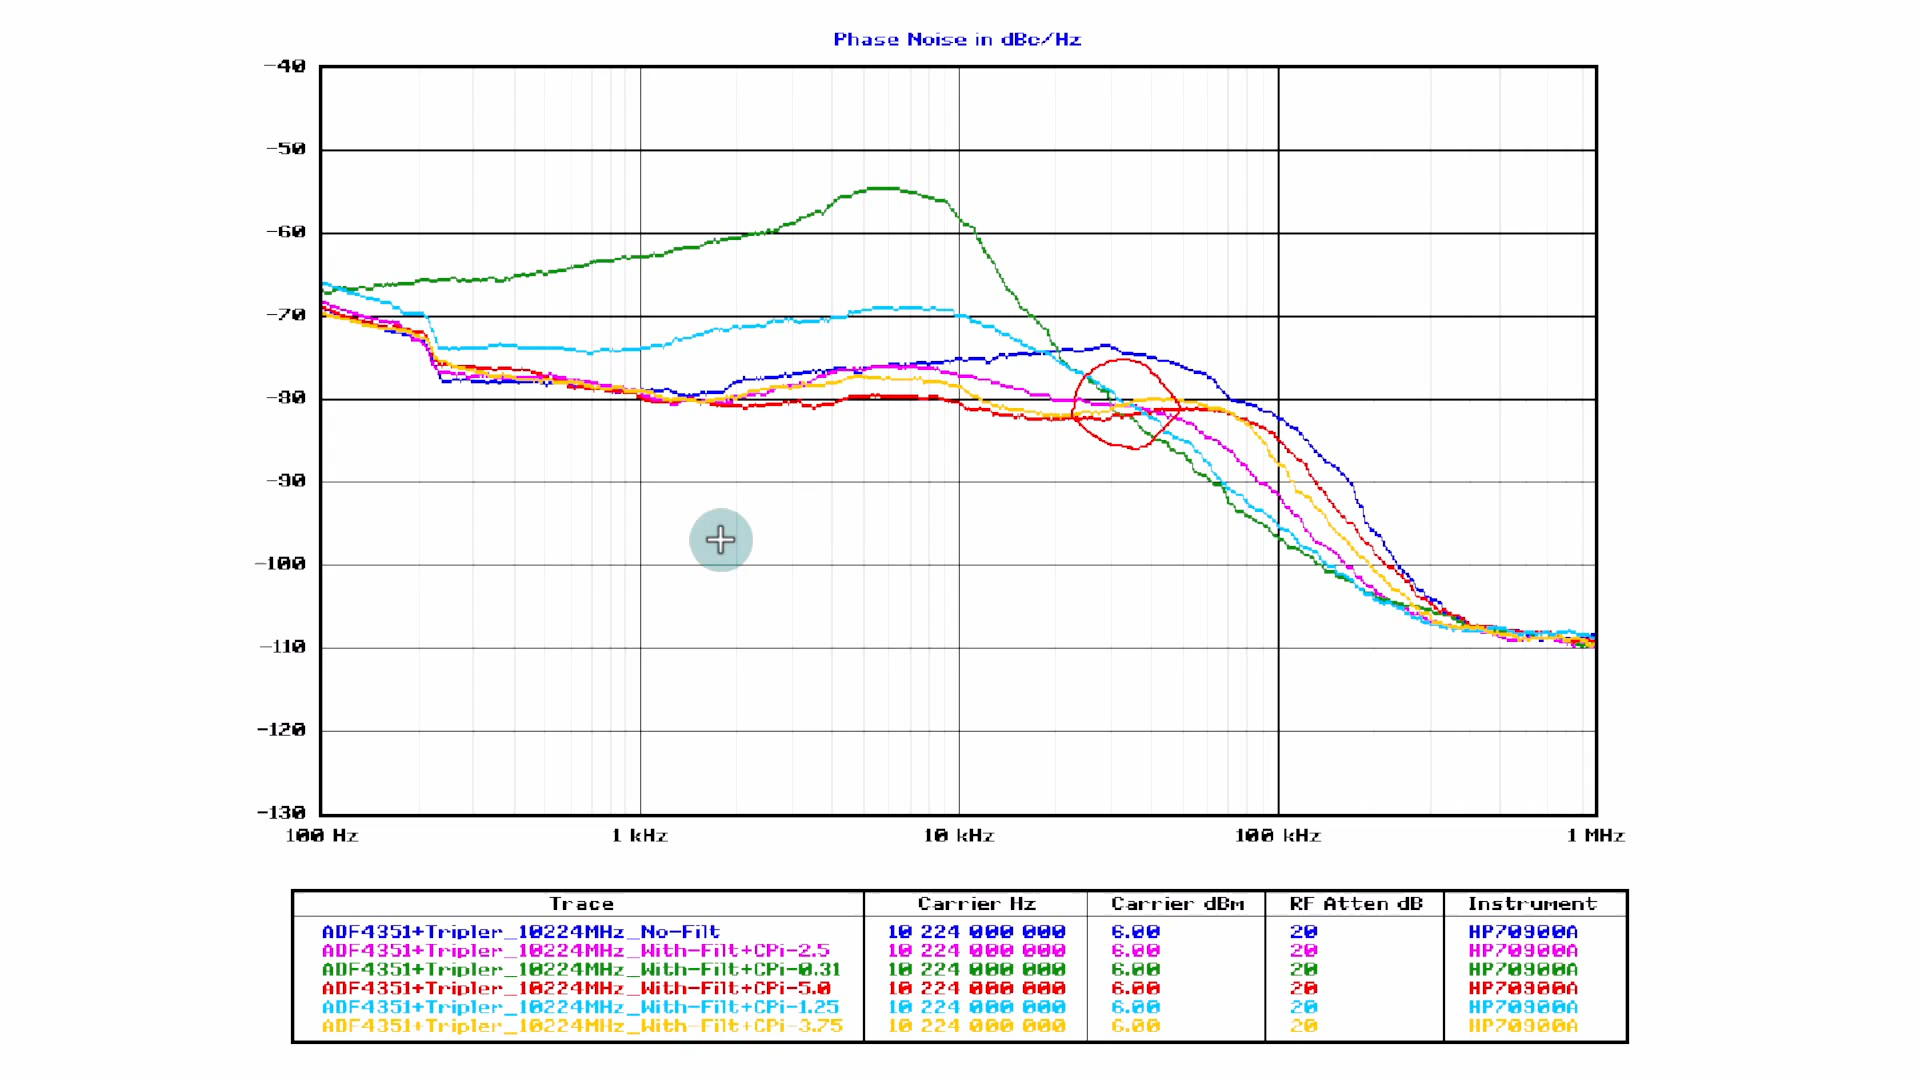 Phase Noise in dBc/Hz
-40
-50
-60
-70
-80
-90
-100
-110
-120
-130
100 Hz 1 kHz 10 kHz 100 kHz 1 MHz
Trace Carrier Hz Carrier dBm RF Atten dB Instrument
ADF4351+Tripler_10224MHz_No-Filt 10 224 000 000 6.00 20 HP70900A
ADF4351+Tripler_10224MHz_With-Filt+CPi-2.5 10 224 000 000 6.00 20 HP70900A
ADF4351+Tripler_10224MHz_With-Filt+CPi-0.31 10 224 000 000 6.00 20 HP70900A
ADF4351+Tripler_10224MHz_With-Filt+CPi-5.0 10 224 000 000 6.00 20 HP70900A
ADF4351+Tripler_10224MHz_With-Filt+CPi-1.25 10 224 000 000 6.00 20 HP70900A
ADF4351+Tripler_10224MHz_With-Filt+CPi-3.75 10 224 000 000 6.00 20 HP70900A